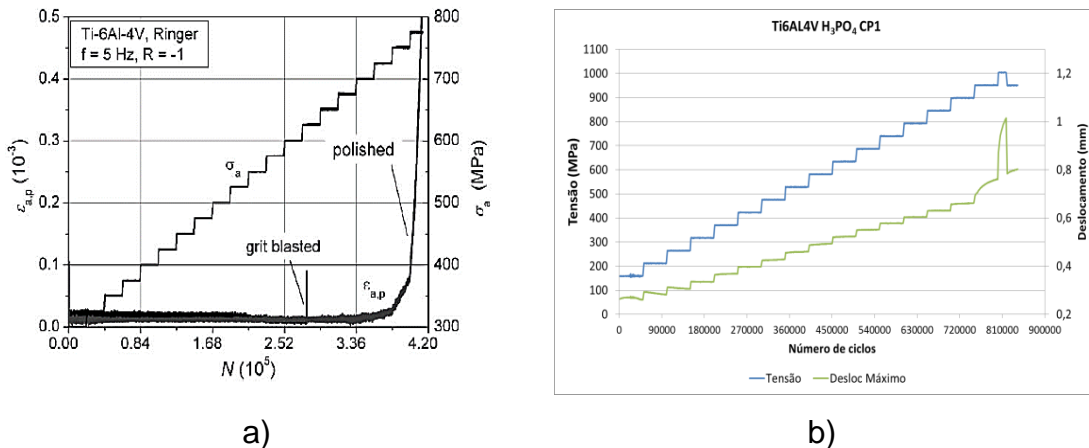 Ti-6Al-4V, Ringer
f = 5 Hz, R = -1
0.5
0.4
0.3
0.2
0.1
0.0
εa,p (10⁻³)
800
700
600
500
400
300
σa (MPa)
σa
polished
grit blasted
εa,p
0.00
0.84
1.68
2.52
3.36
4.20
N (10⁵)
a)
Ti6AL4V H₃PO₄ CP1
1100
1000
900
800
700
600
500
400
300
200
100
0
Tensão (MPa)
1,2
1
0,8
0,6
0,4
0,2
Deslocamento (mm)
0
90000
180000
270000
360000
450000
540000
630000
720000
810000
900000
Número de ciclos
Tensão
Desloc Máximo
b)